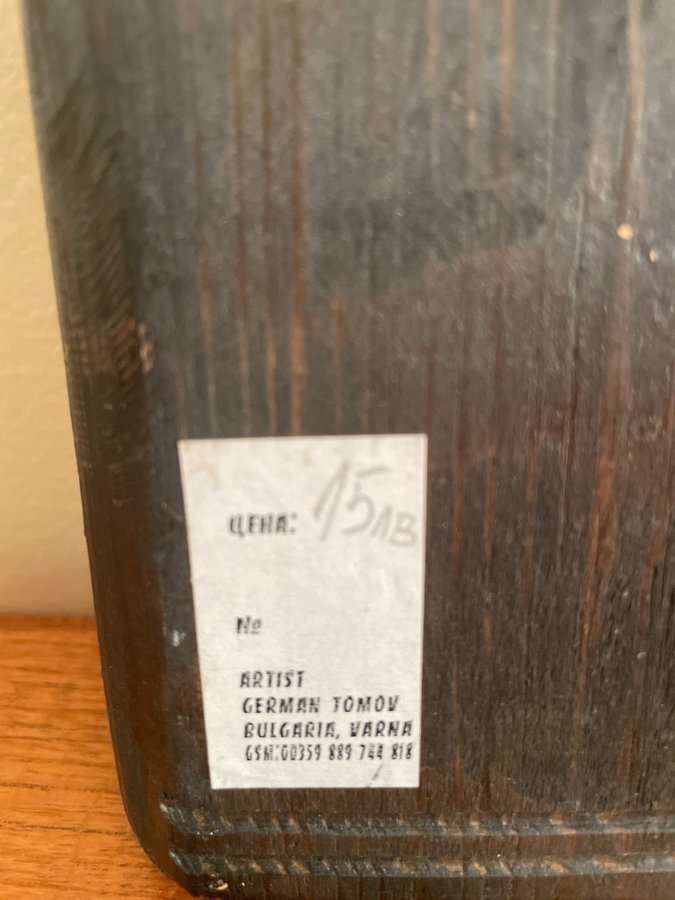 ЦЕНА: 15лв
№
ARTIST
GERMAN TOMOV
BULGARIA, VARNA
GSM:00359 889 744 818